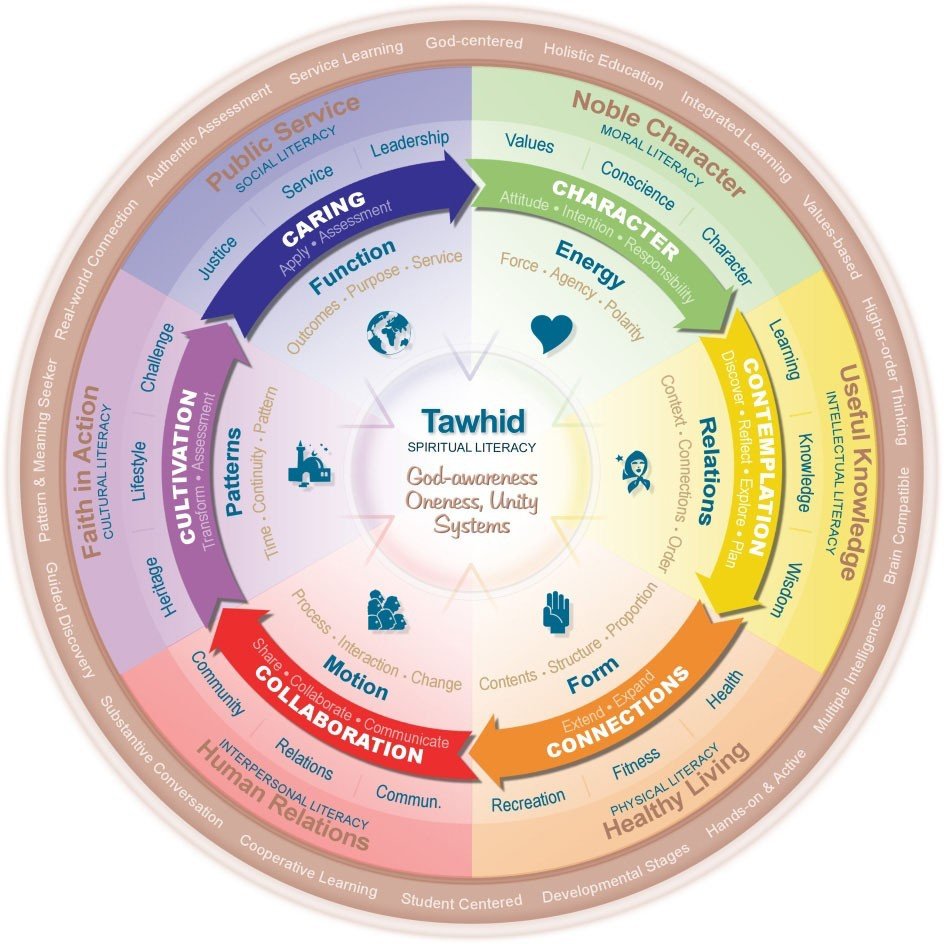 God-centered
Holistic Education
Integrated Learning
Values-based
Higher-order Thinking
Brain Compatible
Multiple Intelligences
Hands-on & Active
Developmental Stages
Student Centered
Cooperative Learning
Substantive Conversation
Guided Discovery
Pattern & Meaning Seeker
Real-world Connection
Authentic Assessment
Service Learning
Noble Character
MORAL LITERACY
Values
Conscience
Character
CHARACTER
Attitude • Intention • Responsibility
Energy
Force · Agency · Polarity
Useful Knowledge
INTELLECTUAL LITERACY
Learning
Knowledge
Wisdom
CONTEMPLATION
Discover • Reflect • Explore • Plan
Relations
Context · Connections · Order
Healthy Living
PHYSICAL LITERACY
Health
Fitness
Recreation
CONNECTIONS
Extend • Expand
Form
Contents · Structure · Proportion
Human Relations
INTERPERSONAL LITERACY
Community
Relations
Commun.
COLLABORATION
Share • Collaborate • Communicate
Motion
Process · Interaction · Change
Faith in Action
CULTURAL LITERACY
Heritage
Lifestyle
Challenge
CULTIVATION
Transform • Assessment
Patterns
Time · Continuity · Pattern
Public Service
SOCIAL LITERACY
Justice
Service
Leadership
CARING
Apply • Assessment
Function
Outcomes · Purpose · Service
Tawhid
SPIRITUAL LITERACY
God-awareness
Oneness, Unity
Systems